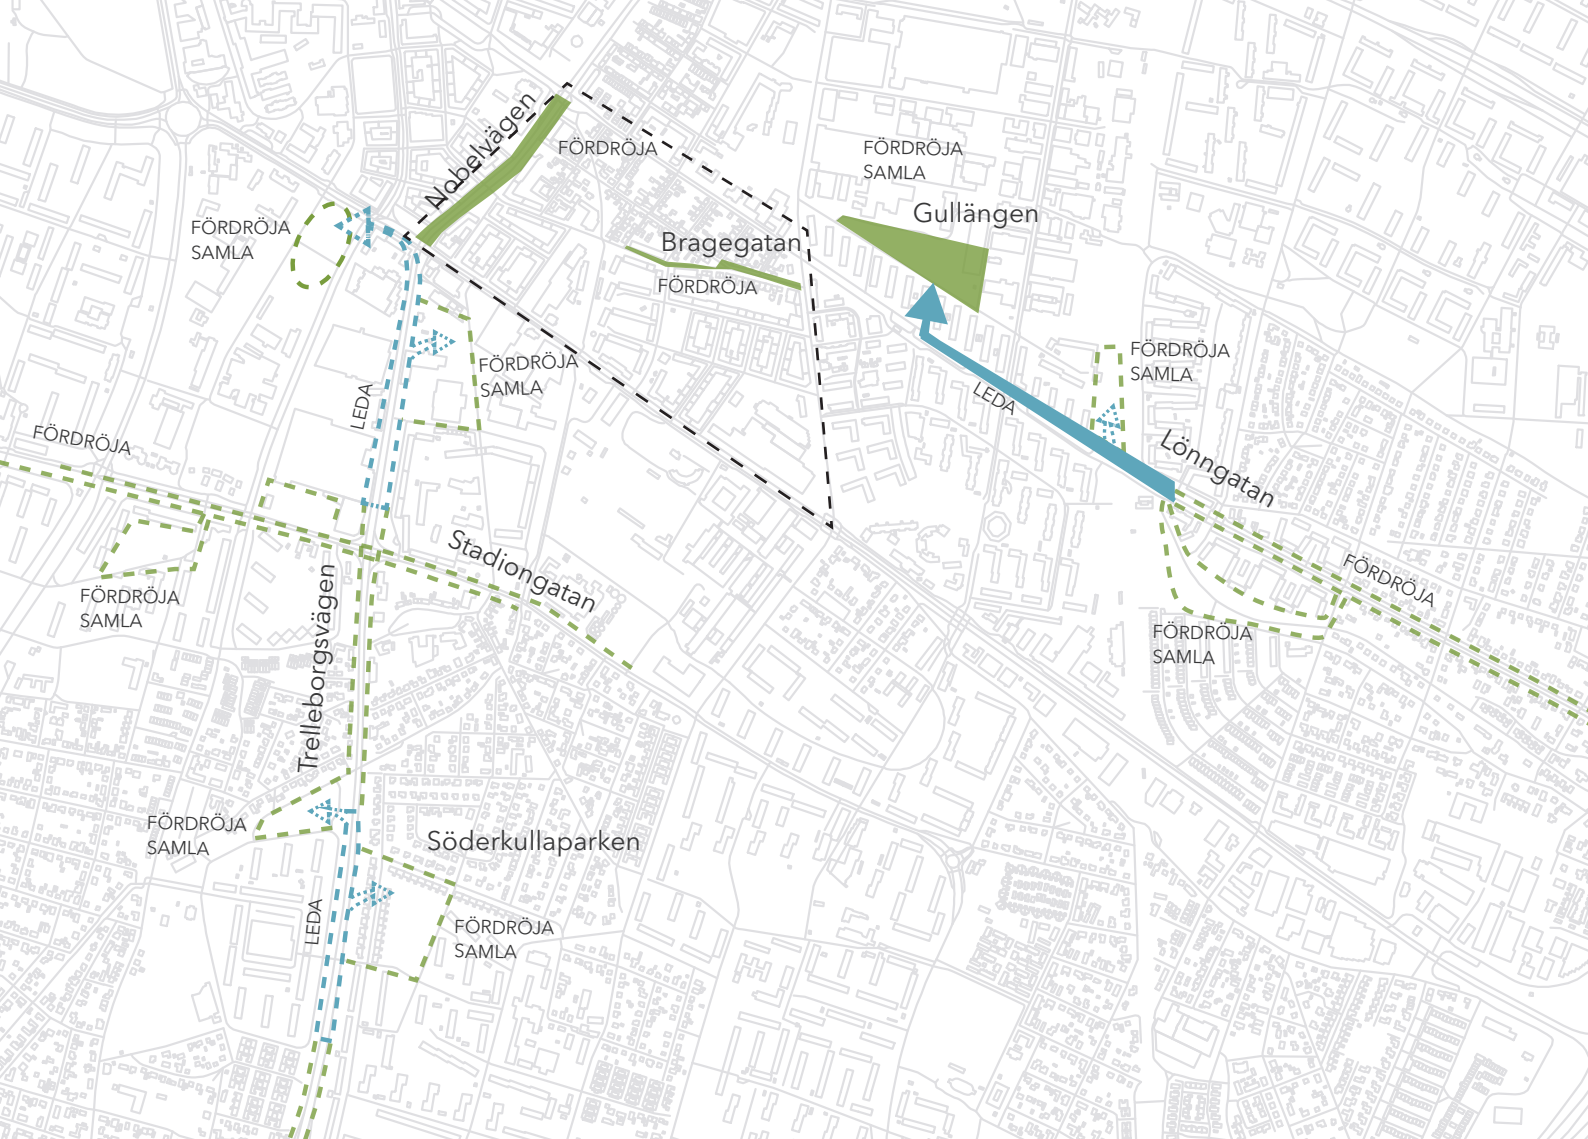 Nobelvägen
FÖRDRÖJA
FÖRDRÖJA
SAMLA
Gullängen
FÖRDRÖJA
SAMLA
Bragegatan
FÖRDRÖJA
FÖRDRÖJA
SAMLA
FÖRDRÖJA
SAMLA
LEDA
LEDA
FÖRDRÖJA
Lönngatan
Stadiongatan
FÖRDRÖJA
FÖRDRÖJA
SAMLA
Trelleborgsvägen
FÖRDRÖJA
SAMLA
FÖRDRÖJA
SAMLA
Söderkullaparken
LEDA
FÖRDRÖJA
SAMLA